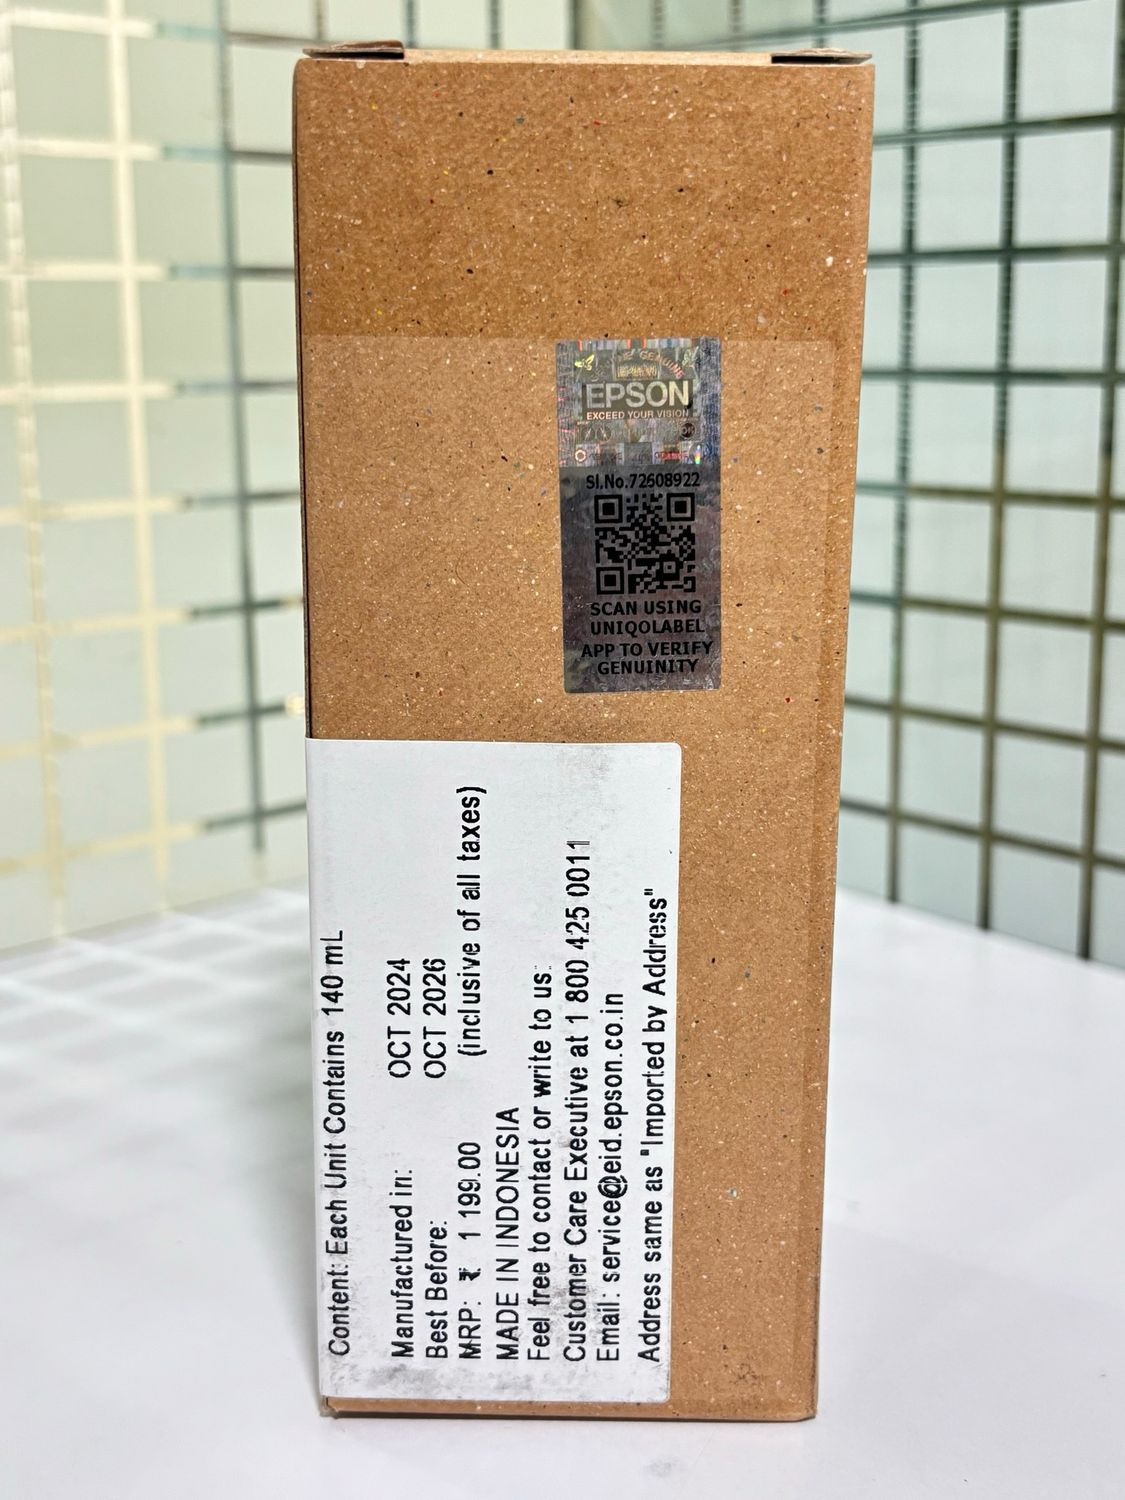 THE GENUINE
EPSON
EXCEED YOUR VISION
Sl.No.72608922
SCAN USING
UNIQOLABEL
APP TO VERIFY
GENUINITY
Content: Each Unit Contains 140 mL
Manufactured in: OCT 2024
Best Before: OCT 2026
MRP: ₹ 1 199.00 (inclusive of all taxes)
MADE IN INDONESIA
Feel free to contact or write to us:
Customer Care Executive at 1 800 425 0011
Email: service@eid.epson.co.in
Address same as "Imported by Address"